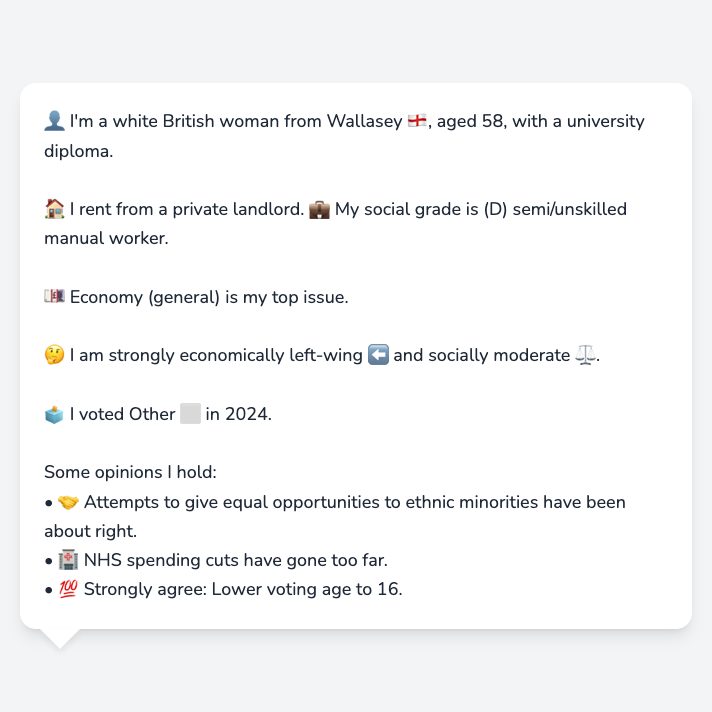 👤 I'm a white British woman from Wallasey 🏴󠁧󠁢󠁥󠁮󠁧󠁿, aged 58, with a university
diploma.
🏠 I rent from a private landlord. 💼 My social grade is (D) semi/unskilled
manual worker.
💷 Economy (general) is my top issue.
🤔 I am strongly economically left-wing ⬅️ and socially moderate ⚖️.
🗳️ I voted Other ⬜ in 2024.
Some opinions I hold:
• 🤝 Attempts to give equal opportunities to ethnic minorities have been
about right.
• 🏥 NHS spending cuts have gone too far.
• 💯 Strongly agree: Lower voting age to 16.